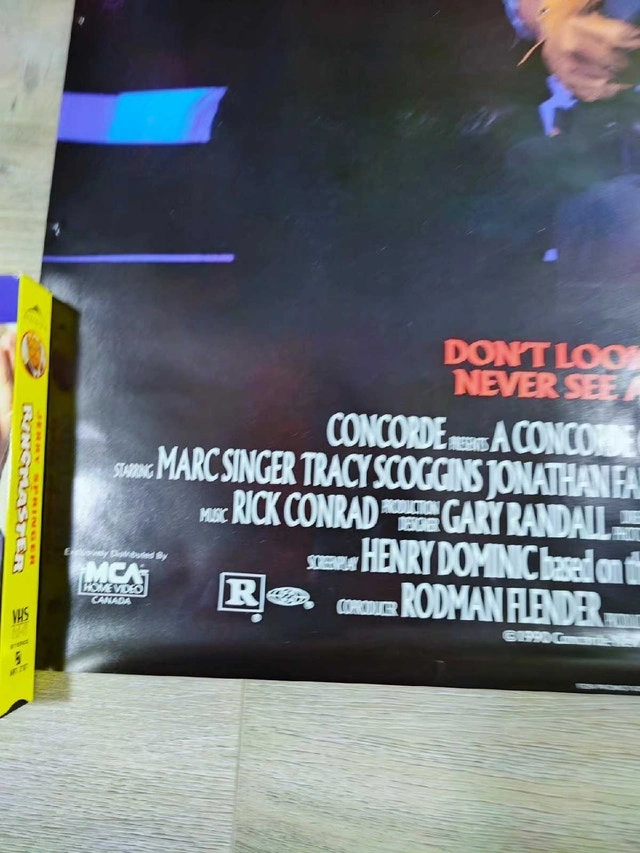 DON'T LOO
NEVER SEE
CONCORDE PRESENTS A CONCORDE
STARRING MARC SINGER TRACY SCOGGINS JONATHAN FA
MUSIC RICK CONRAD PRODUCTION DESIGNER GARY RANDALL
SCREENPLAY HENRY DOMINIC based on th
COPRODUCER RODMAN FLENDER
©1990
Exclusively Distributed By
MCA
HOME VIDEO
CANADA
R
JERRY SPRINGER
RINGMASTER
VHS